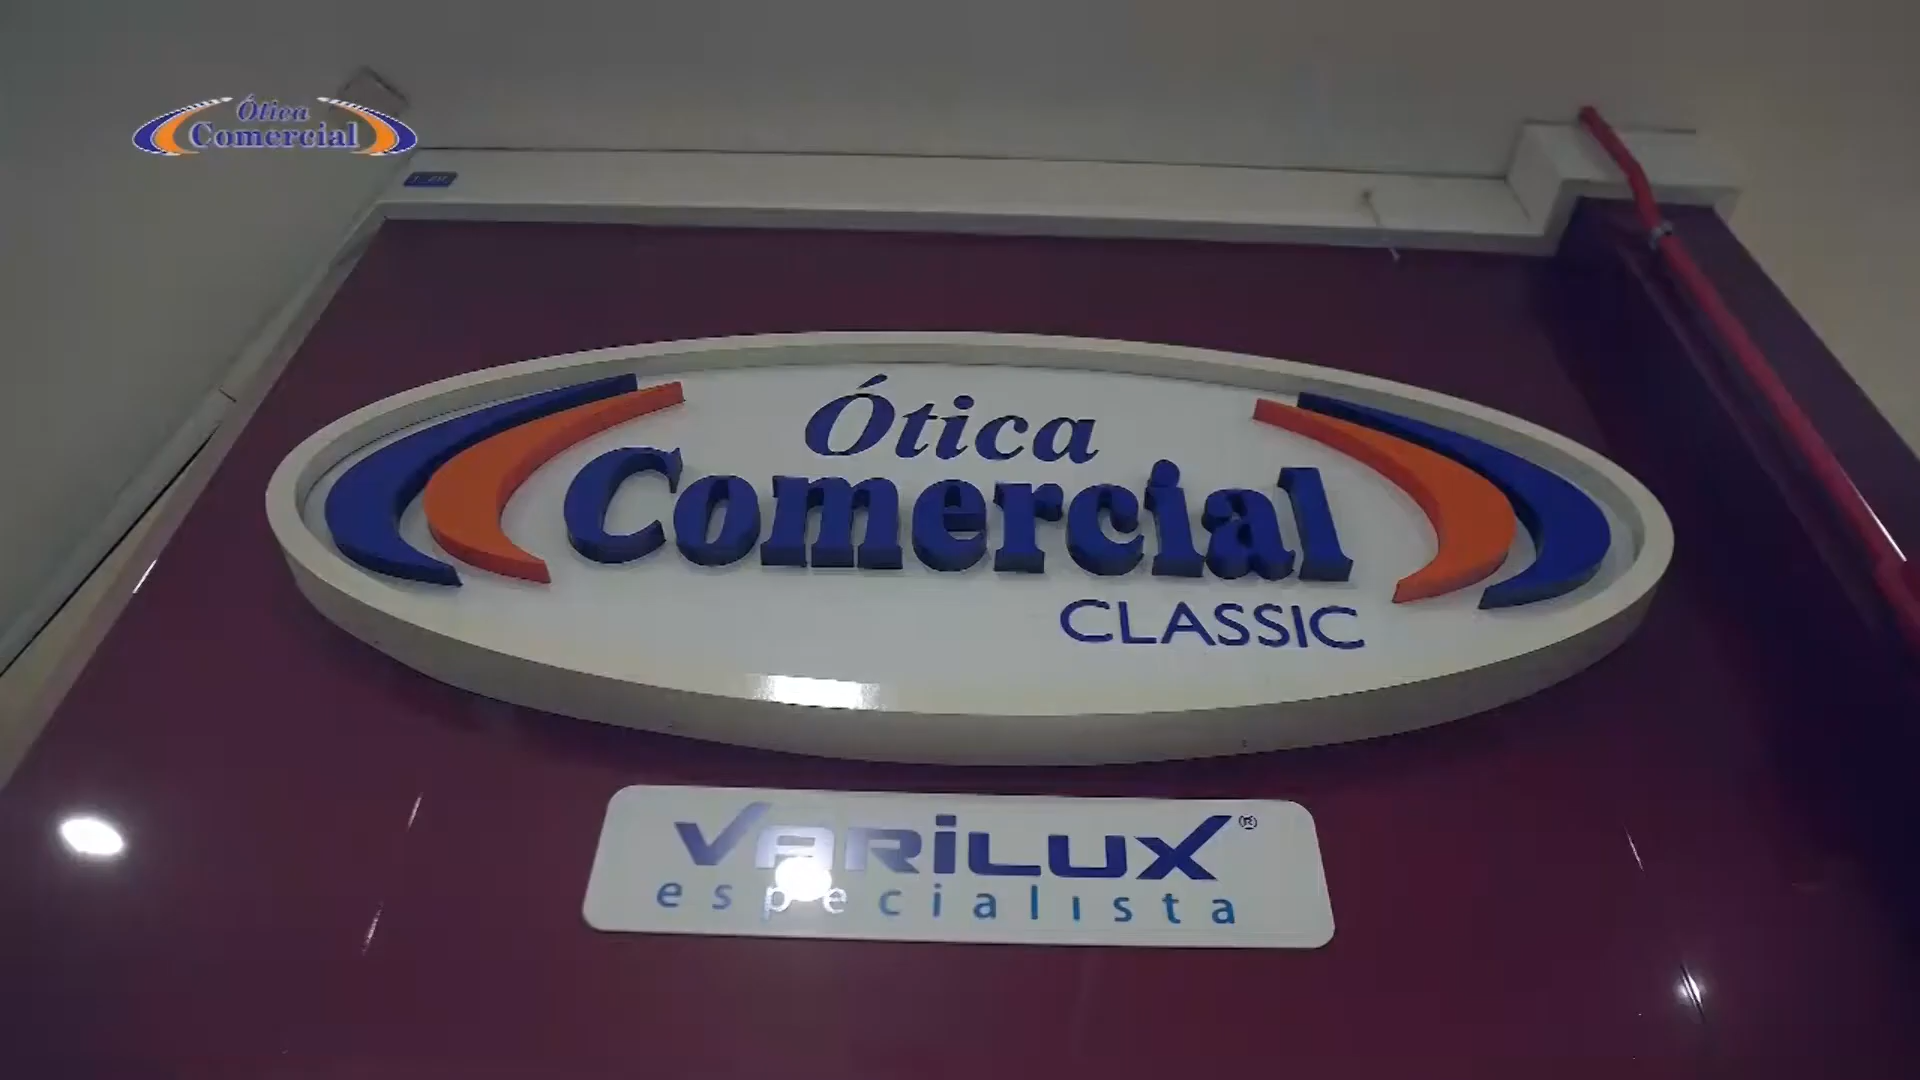 Ótica
Comercial
Ótica
Comercial
CLASSIC
VARiLUX®
especialista